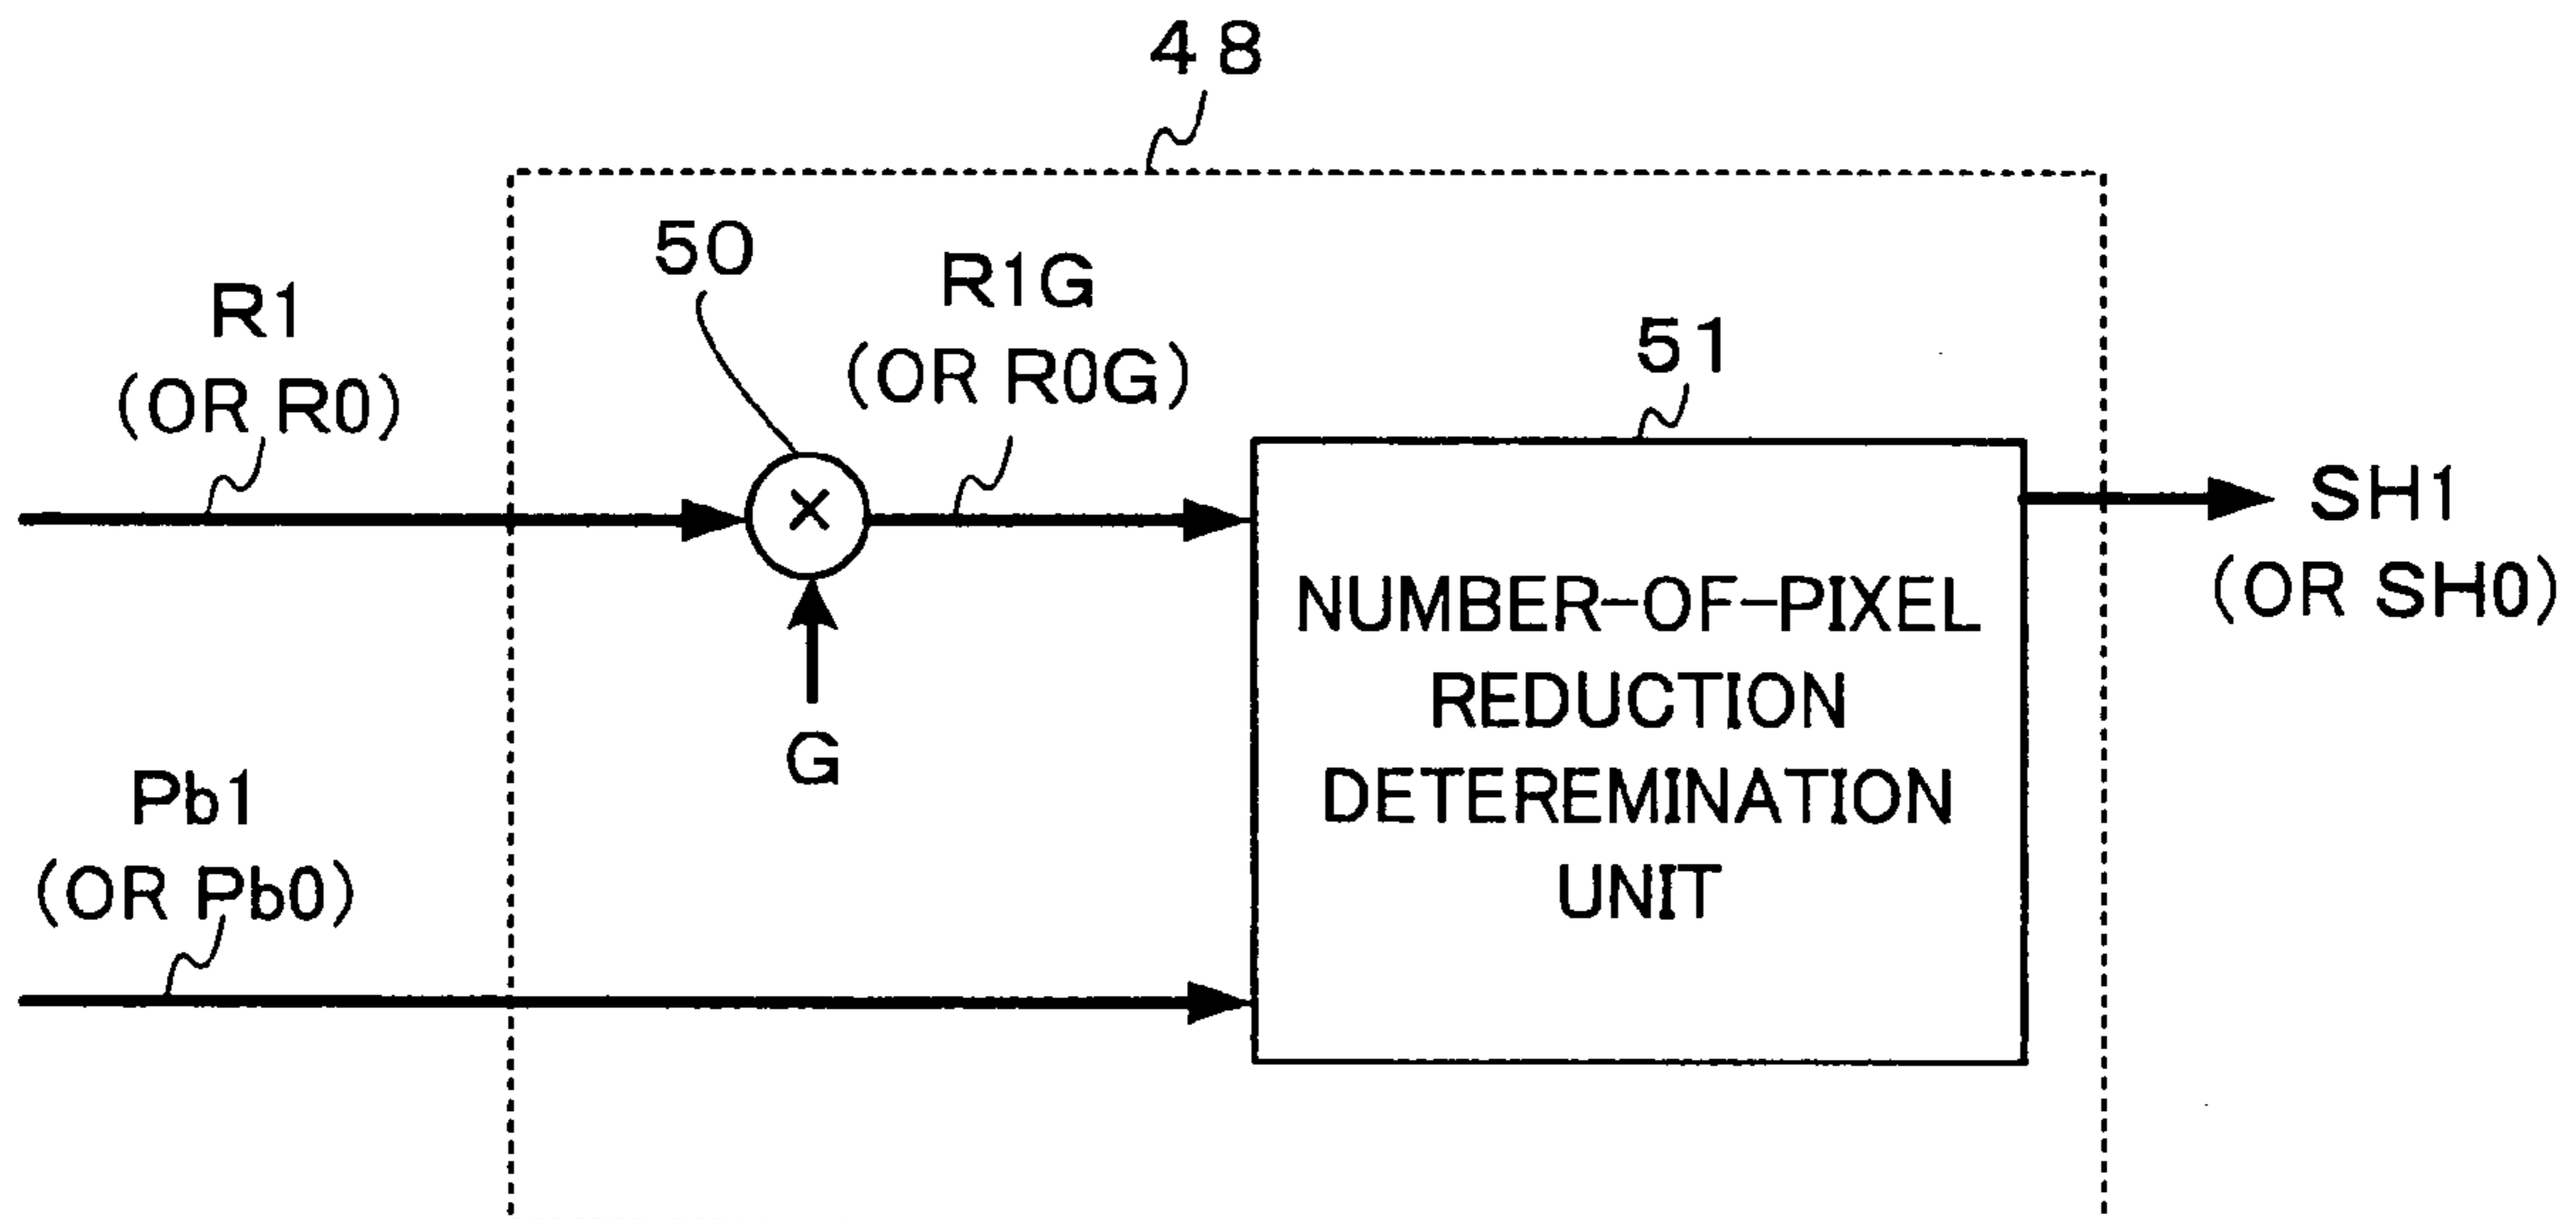 48
50
R1G
(OR R0G)
R1
(OR R0)
51
SH1
(OR SH0)
NUMBER-OF-PIXEL
REDUCTION
DETEREMINATION
UNIT
×
G
Pb1
(OR Pb0)